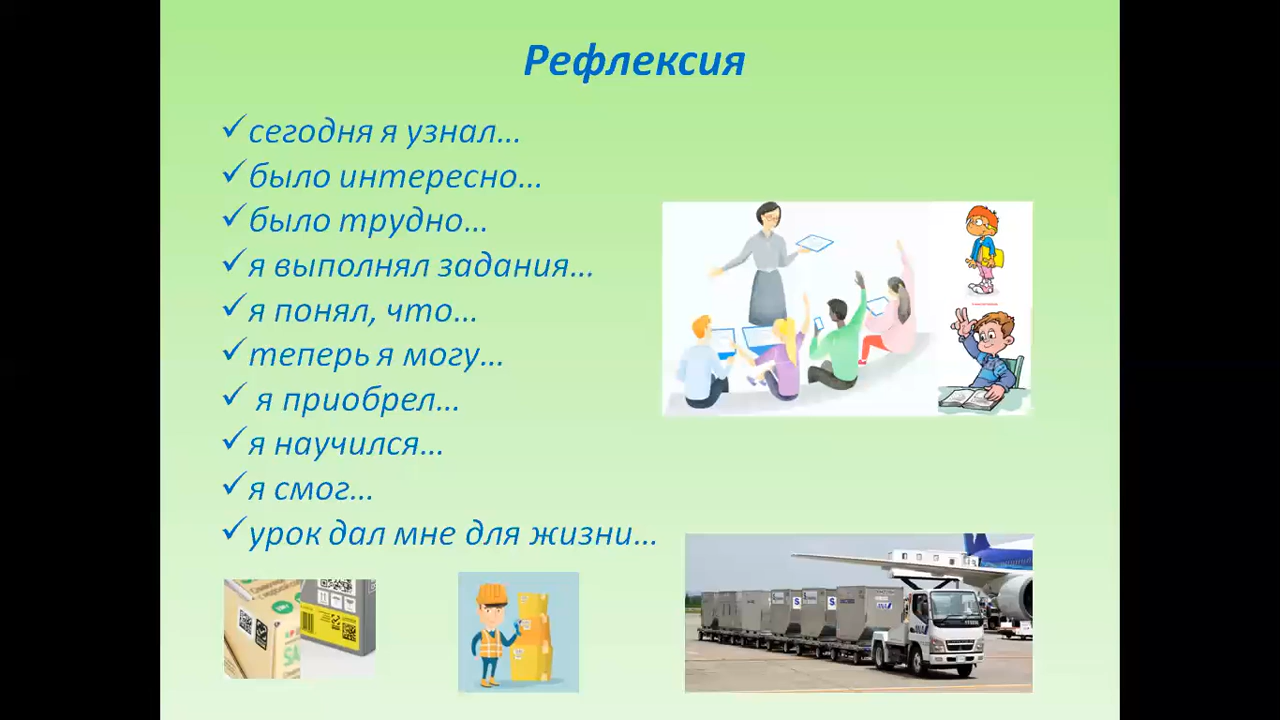 Рефлексия
сегодня я узнал...
было интересно...
было трудно...
я выполнял задания...
я понял, что...
теперь я могу...
я приобрел...
я научился...
я смог...
урок дал мне для жизни...
ANA